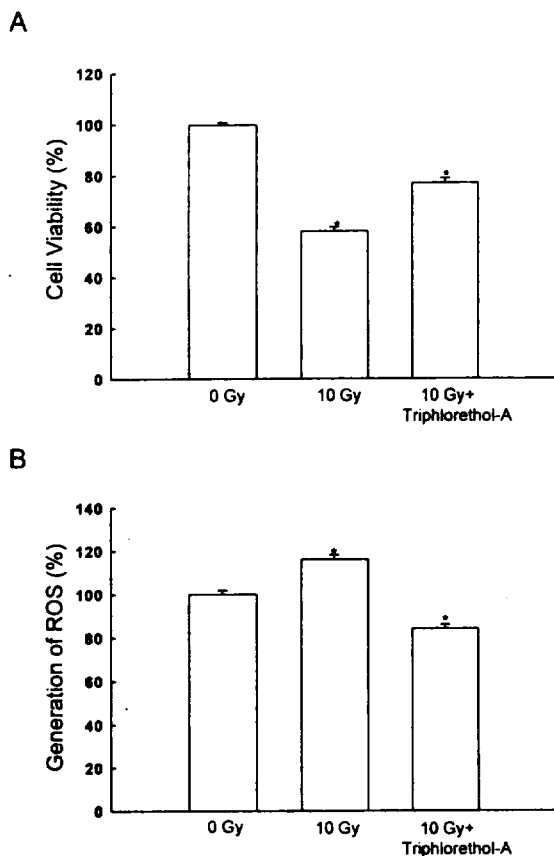 A
120
100
80
60
40
20
0
Cell Viability (%)
*
*
0 Gy
10 Gy
10 Gy+
Triphlorethol-A
B
140
120
100
80
60
40
20
0
Generation of ROS (%)
*
*
0 Gy
10 Gy
10 Gy+
Triphlorethol-A